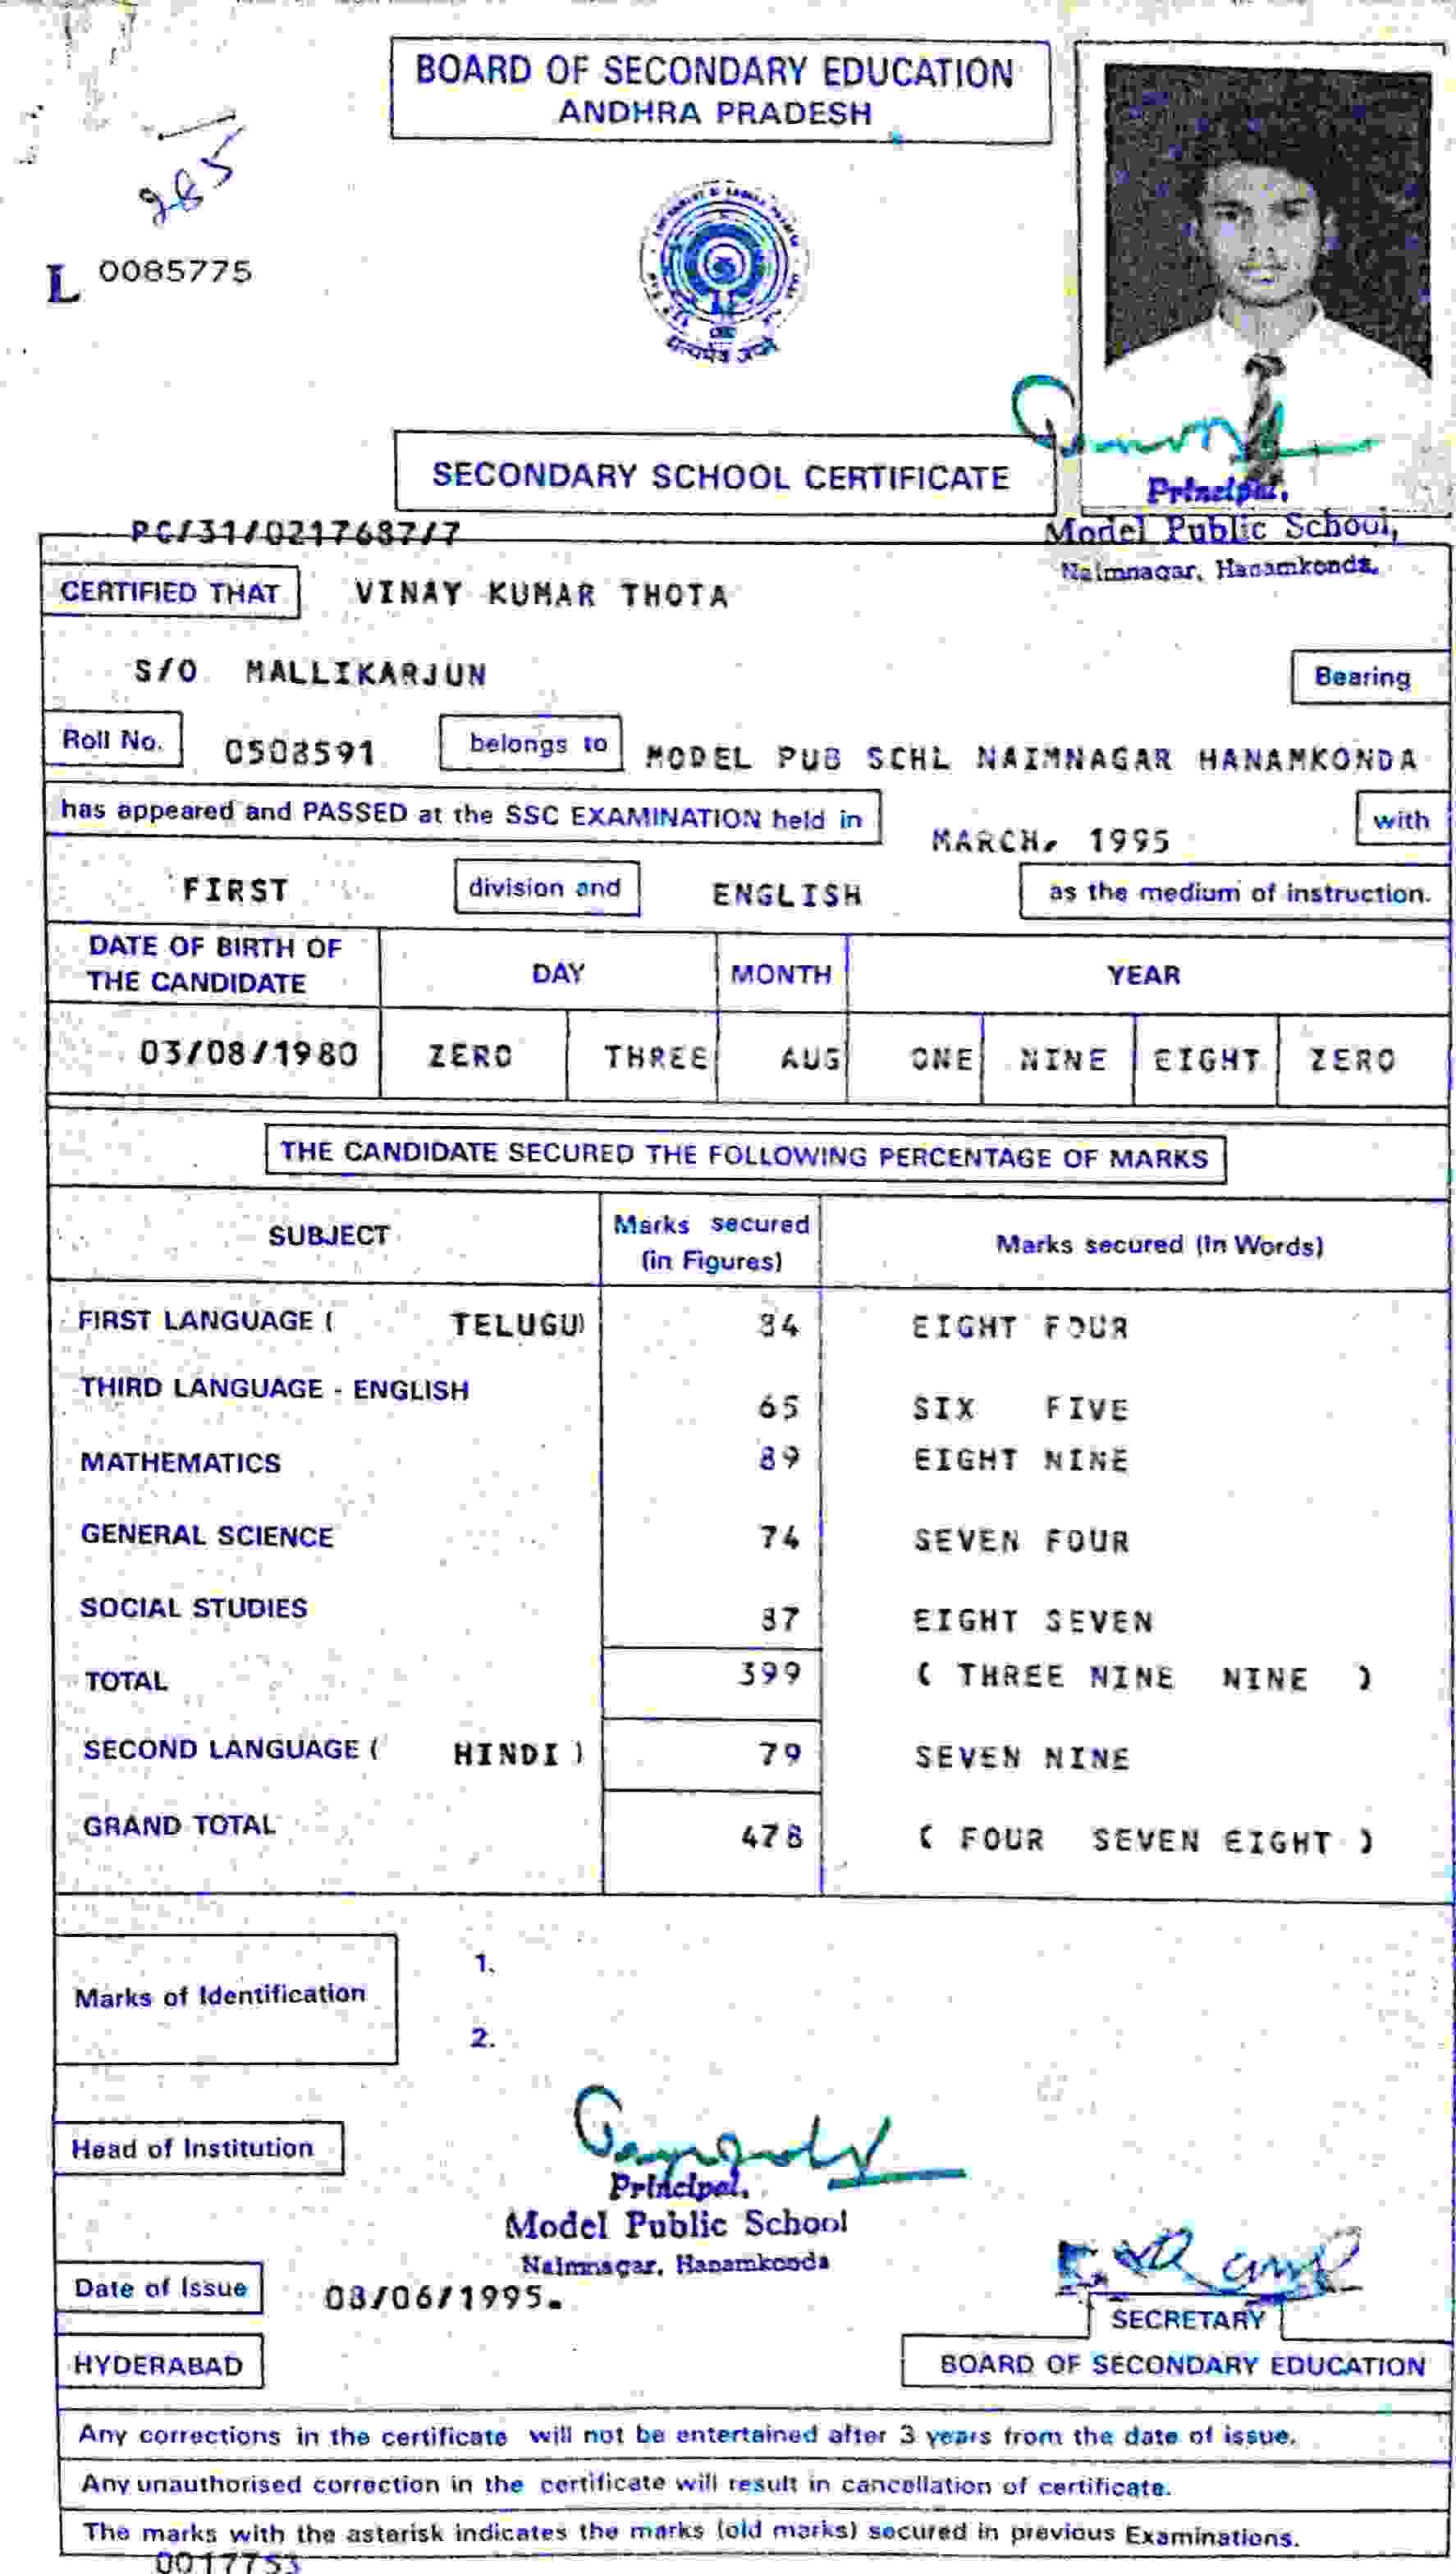 BOARD OF SECONDARY EDUCATION
ANDHRA PRADESH
285
L 0085775
SECONDARY SCHOOL CERTIFICATE
Principal.
Model Public School,
Naimnagar, Hanamkonda.
PC/31/0217687/7
CERTIFIED THAT VINAY KUMAR THOTA
S/O MALLIKARJUN Bearing
Roll No. 0508591 belongs to MODEL PUB SCHL NAIMNAGAR HANAMKONDA
has appeared and PASSED at the SSC EXAMINATION held in MARCH, 1995 with
FIRST division and ENGLISH as the medium of instruction.
DATE OF BIRTH OF THE CANDIDATE DAY MONTH YEAR
03/08/1980 ZERO THREE AUG ONE NINE EIGHT ZERO
THE CANDIDATE SECURED THE FOLLOWING PERCENTAGE OF MARKS
SUBJECT Marks secured (in Figures) Marks secured (In Words)
FIRST LANGUAGE ( TELUGU) 84 EIGHT FOUR
THIRD LANGUAGE - ENGLISH 65 SIX FIVE
MATHEMATICS 89 EIGHT NINE
GENERAL SCIENCE 74 SEVEN FOUR
SOCIAL STUDIES 87 EIGHT SEVEN
TOTAL 399 ( THREE NINE NINE )
SECOND LANGUAGE ( HINDI ) 79 SEVEN NINE
GRAND TOTAL 478 ( FOUR SEVEN EIGHT )
Marks of Identification
1.
2.
Head of Institution
Principal.
Model Public School
Naimnagar, Hanamkonda
Date of Issue 08/06/1995.
SECRETARY
HYDERABAD BOARD OF SECONDARY EDUCATION
Any corrections in the certificate will not be entertained after 3 years from the date of issue.
Any unauthorised correction in the certificate will result in cancellation of certificate.
The marks with the asterisk indicates the marks (old marks) secured in previous Examinations.
0017753